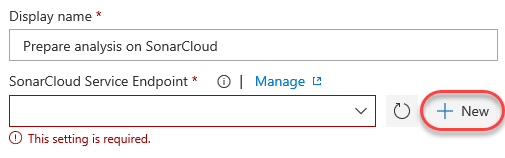 Display name *
Prepare analysis on SonarCloud
SonarCloud Service Endpoint * | Manage
New
This setting is required.